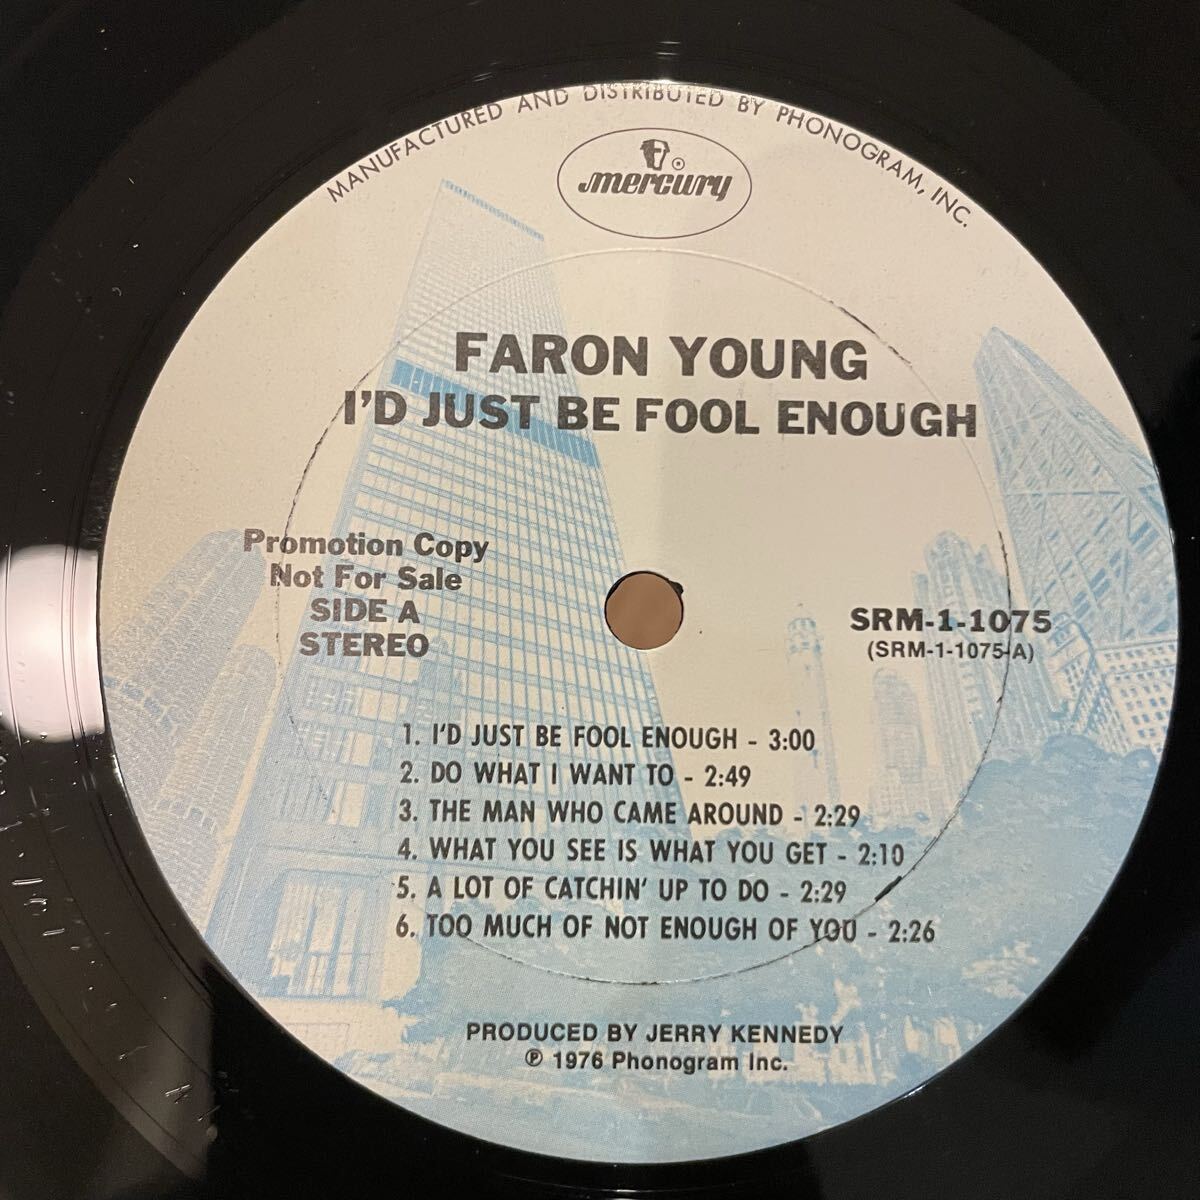 MANUFACTURED AND DISTRIBUTED BY PHONOGRAM, INC.
mercury ®
FARON YOUNG
I'D JUST BE FOOL ENOUGH
Promotion Copy
Not For Sale
SIDE A
STEREO
SRM-1-1075
(SRM-1-1075-A)
1. I'D JUST BE FOOL ENOUGH - 3:00
2. DO WHAT I WANT TO - 2:49
3. THE MAN WHO CAME AROUND - 2:29
4. WHAT YOU SEE IS WHAT YOU GET - 2:10
5. A LOT OF CATCHIN' UP TO DO - 2:29
6. TOO MUCH OF NOT ENOUGH OF YOU - 2:26
PRODUCED BY JERRY KENNEDY
℗ 1976 Phonogram Inc.